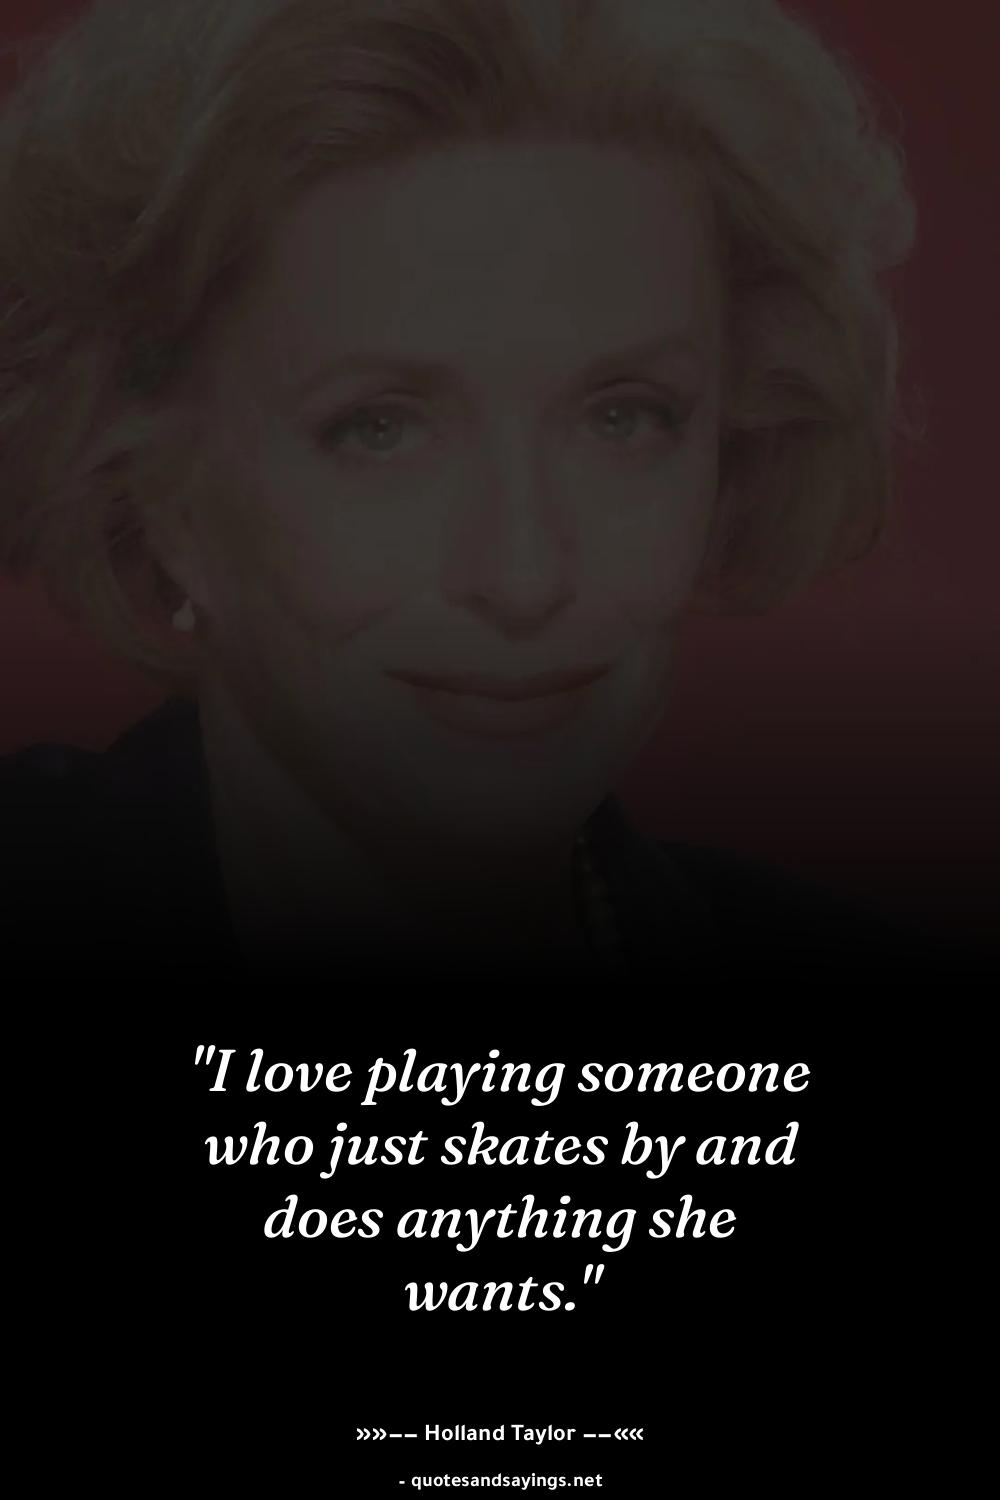 "I love playing someone
who just skates by and
does anything she
wants."
»»–– Holland Taylor ––««
- quotesandsayings.net